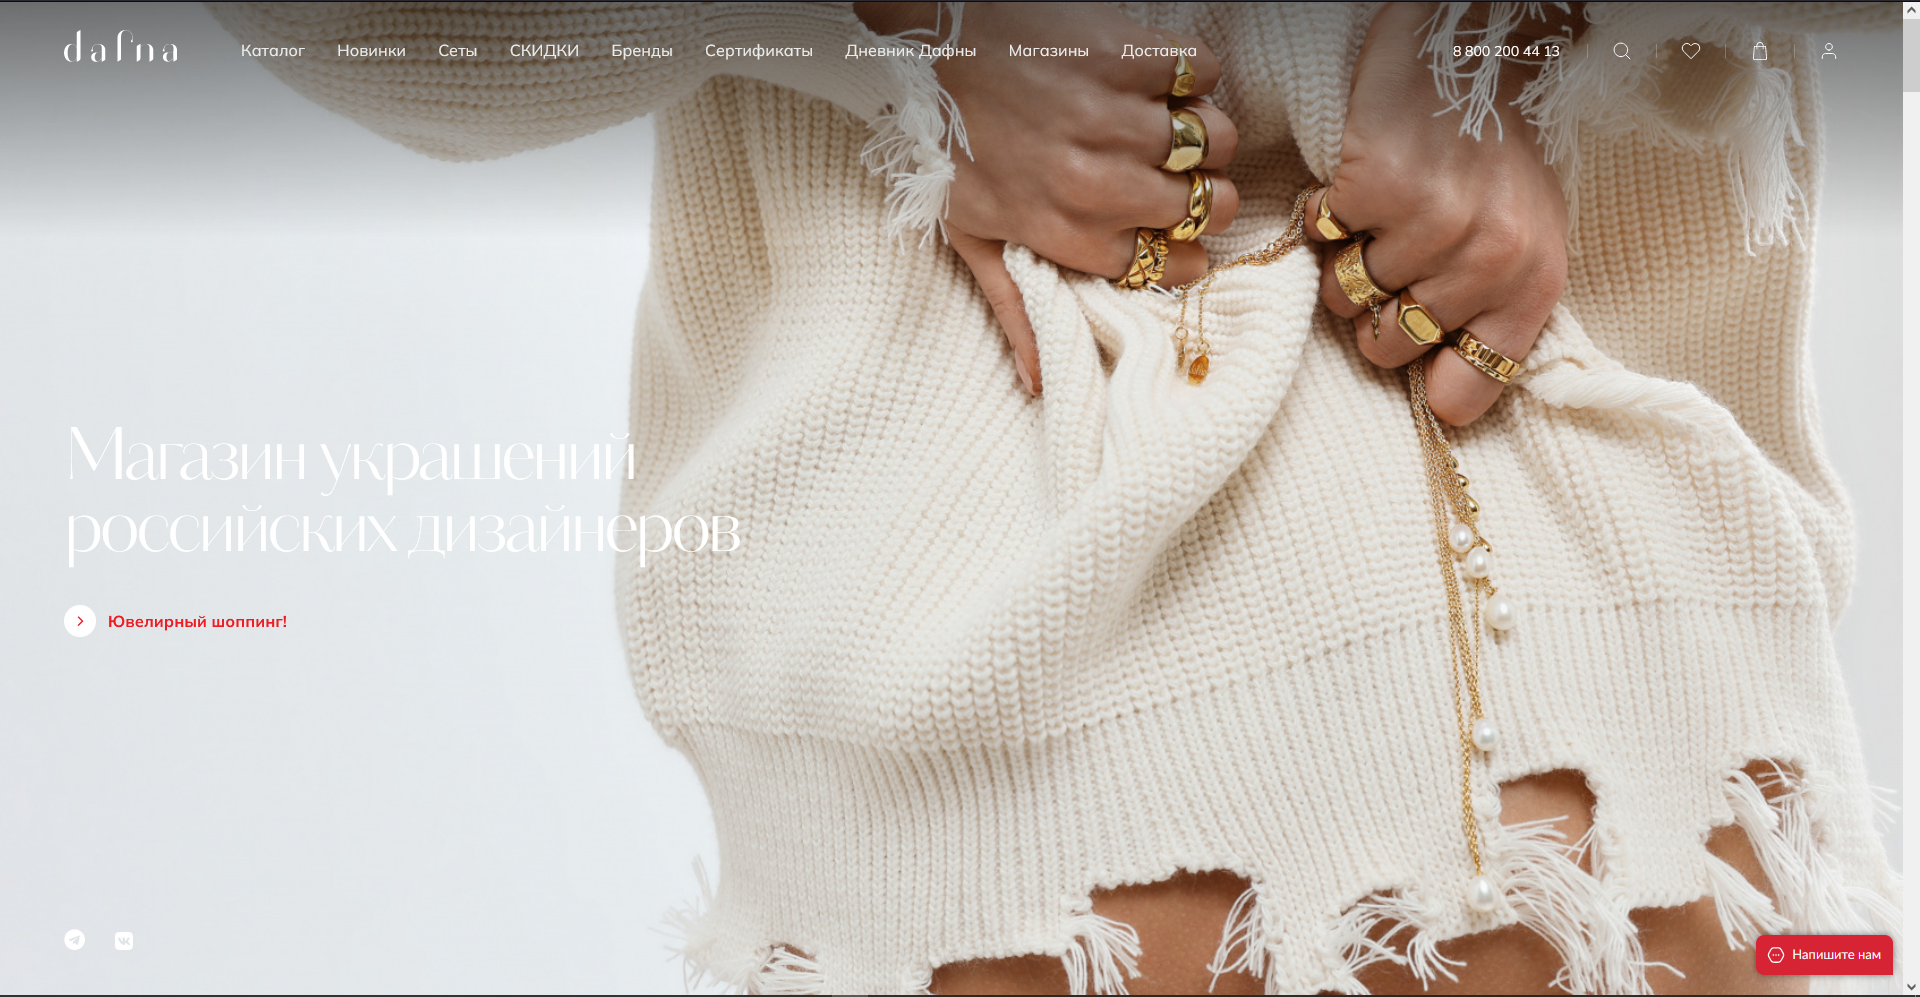 dafna
Каталог Новинки Сеты СКИДКИ Бренды Сертификаты Дневник Дафны Магазины Доставка 8 800 200 44 13
Магазин украшений
российских дизайнеров
Ювелирный шоппинг!
Напишите нам